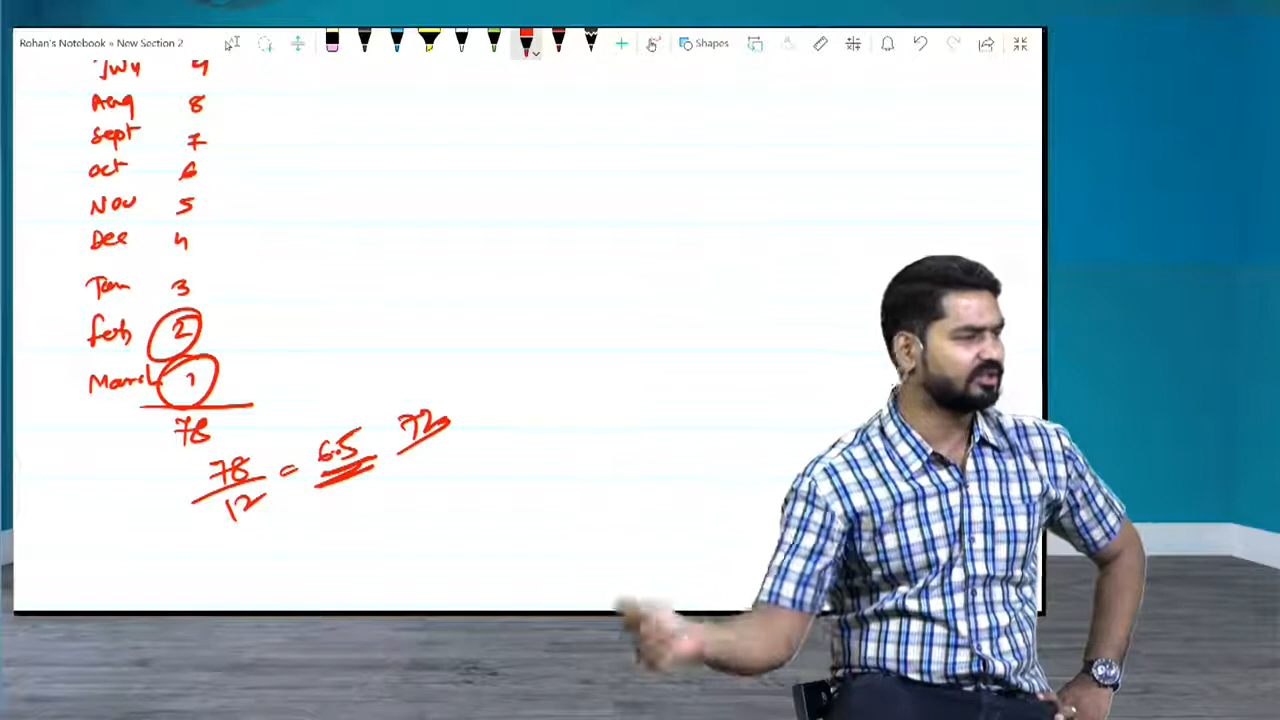 Rohan's Notebook » New Section 2
Shapes
July 9
Aug 8
Sept 7
Oct 6
Nov 5
Dec 4
Jan 3
Feb 2
March 1
78
78/12 = 6.5 72